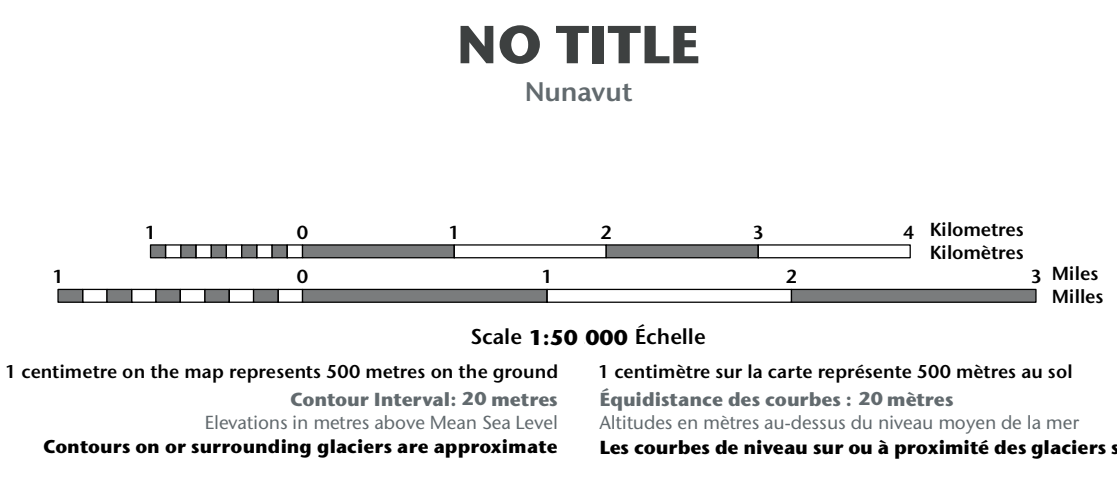 NO TITLE
Nunavut
1 0 1 2 3 4 Kilometres
Kilomètres
1 0 1 2 3 Miles
Milles
Scale 1:50 000 Échelle
1 centimetre on the map represents 500 metres on the ground
Contour Interval: 20 metres
Elevations in metres above Mean Sea Level
Contours on or surrounding glaciers are approximate
1 centimètre sur la carte représente 500 mètres au sol
Équidistance des courbes : 20 mètres
Altitudes en mètres au-dessus du niveau moyen de la mer
Les courbes de niveau sur ou à proximité des glaciers